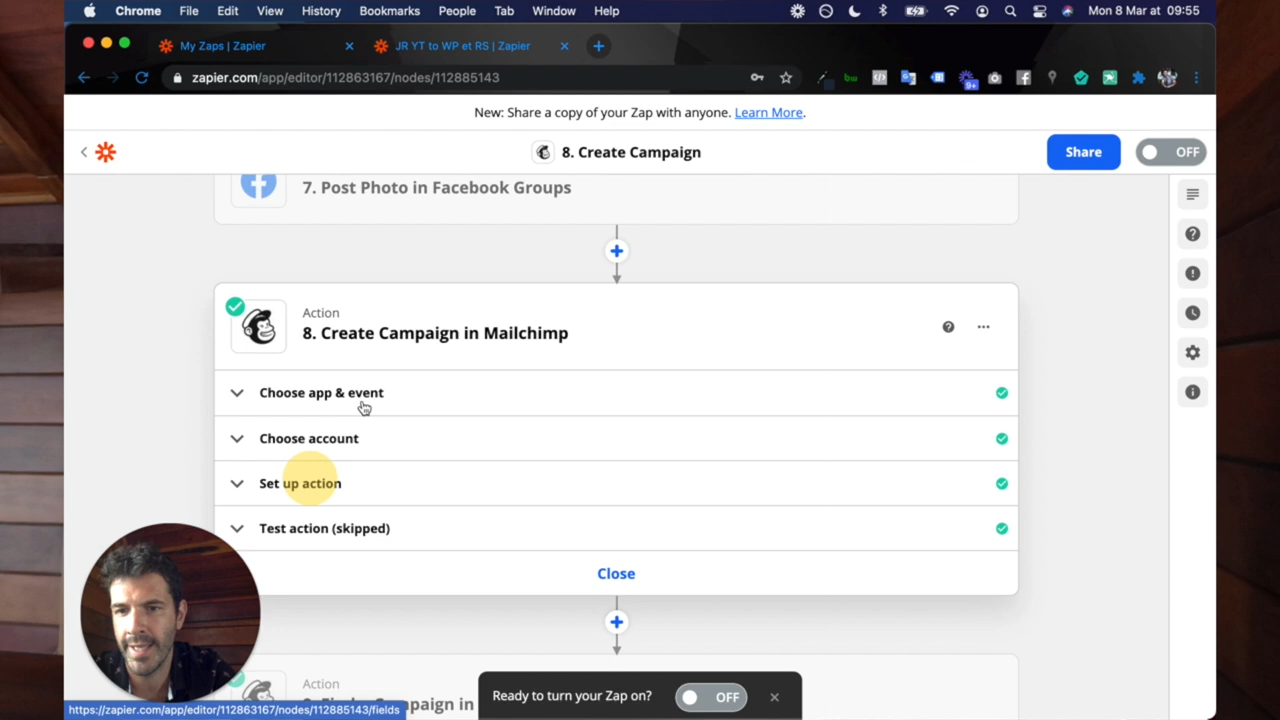 Chrome File Edit View History Bookmarks People Tab Window Help Mon 8 Mar at 09:55
My Zaps | Zapier JR YT to WP et RS | Zapier
zapier.com/app/editor/112863167/nodes/112885143
9+
New: Share a copy of your Zap with anyone. Learn More.
8. Create Campaign Share OFF
7. Post Photo in Facebook Groups
Action
8. Create Campaign in Mailchimp
Choose app & event
Choose account
Set up action
Test action (skipped)
Close
Action
Campaign in
Ready to turn your Zap on? OFF
https://zapier.com/app/editor/112863167/nodes/112885143/fields